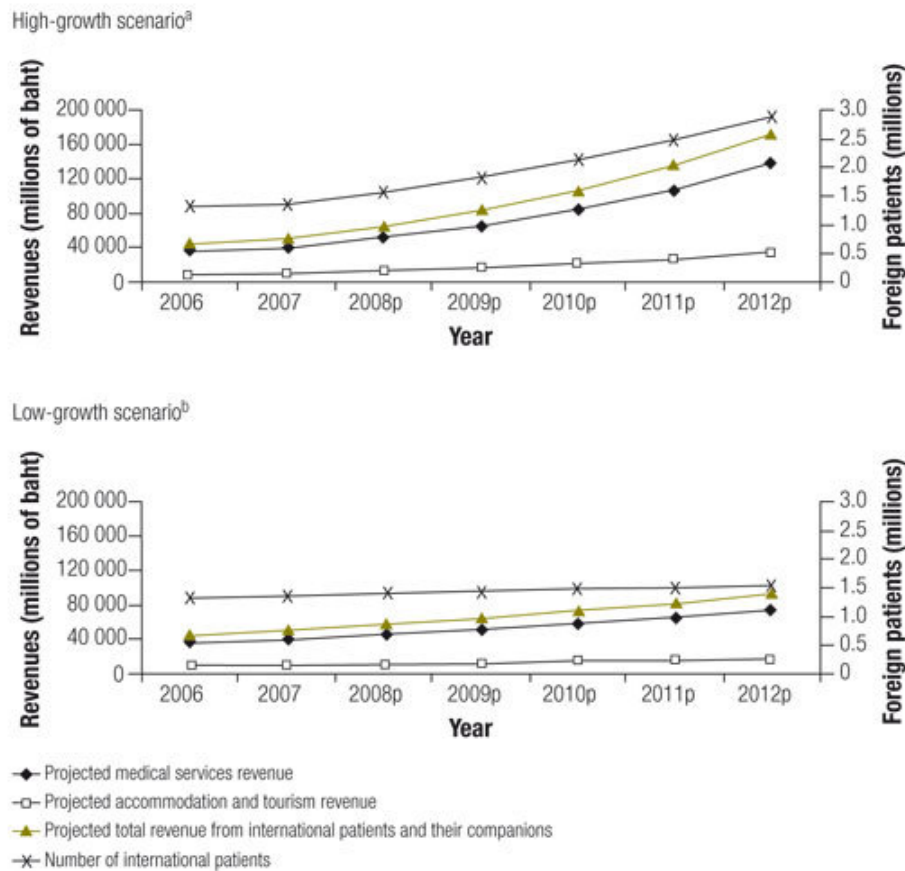 High-growth scenarioᵃ
Revenues (millions of baht)
200 000
160 000
120 000
80 000
40 000
0
3.0
2.5
2.0
1.5
1.0
0.5
0
Foreign patients (millions)
2006 2007 2008p 2009p 2010p 2011p 2012p
Year
Low-growth scenarioᵇ
Revenues (millions of baht)
200 000
160 000
120 000
80 000
40 000
0
3.0
2.5
2.0
1.5
1.0
0.5
0
Foreign patients (millions)
2006 2007 2008p 2009p 2010p 2011p 2012p
Year
Projected medical services revenue
Projected accommodation and tourism revenue
Projected total revenue from international patients and their companions
Number of international patients